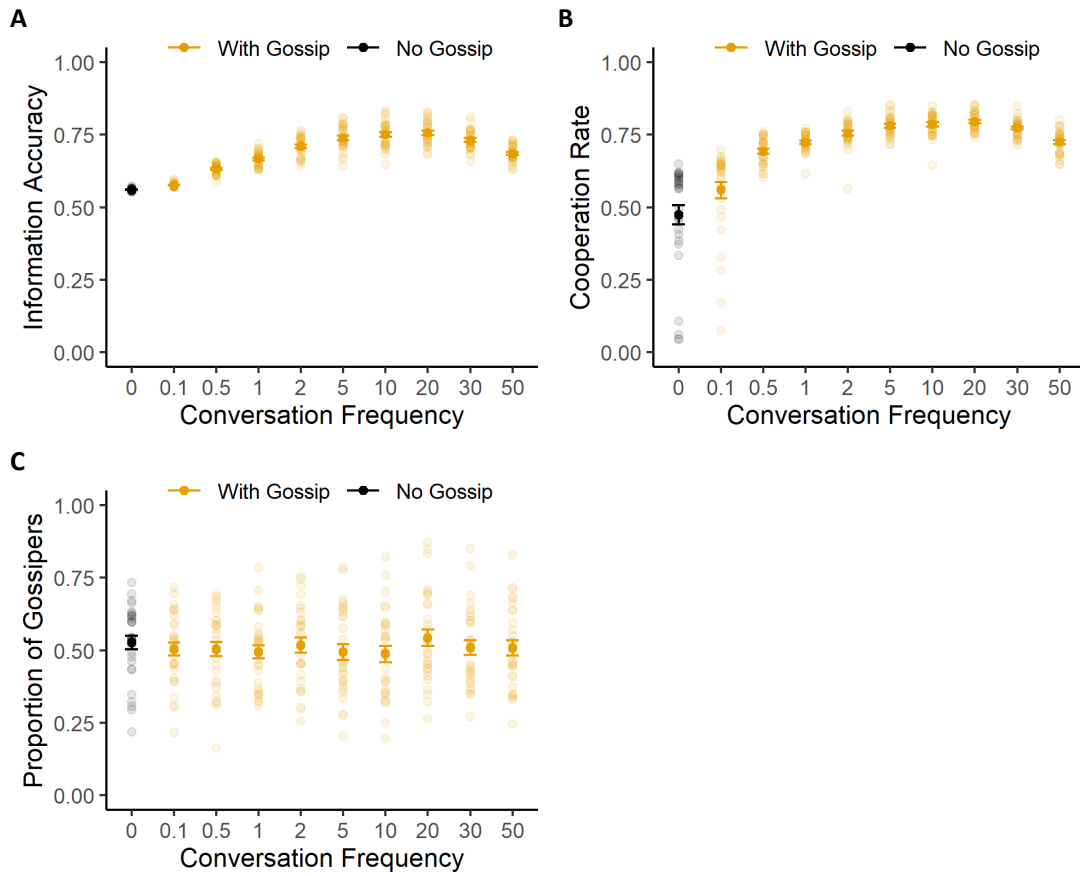 A
With Gossip No Gossip
1.00
0.75
0.50
0.25
0.00
Information Accuracy
0 0.1 0.5 1 2 5 10 20 30 50
Conversation Frequency
B
With Gossip No Gossip
1.00
0.75
0.50
0.25
0.00
Cooperation Rate
0 0.1 0.5 1 2 5 10 20 30 50
Conversation Frequency
C
With Gossip No Gossip
1.00
0.75
0.50
0.25
0.00
Proportion of Gossipers
0 0.1 0.5 1 2 5 10 20 30 50
Conversation Frequency